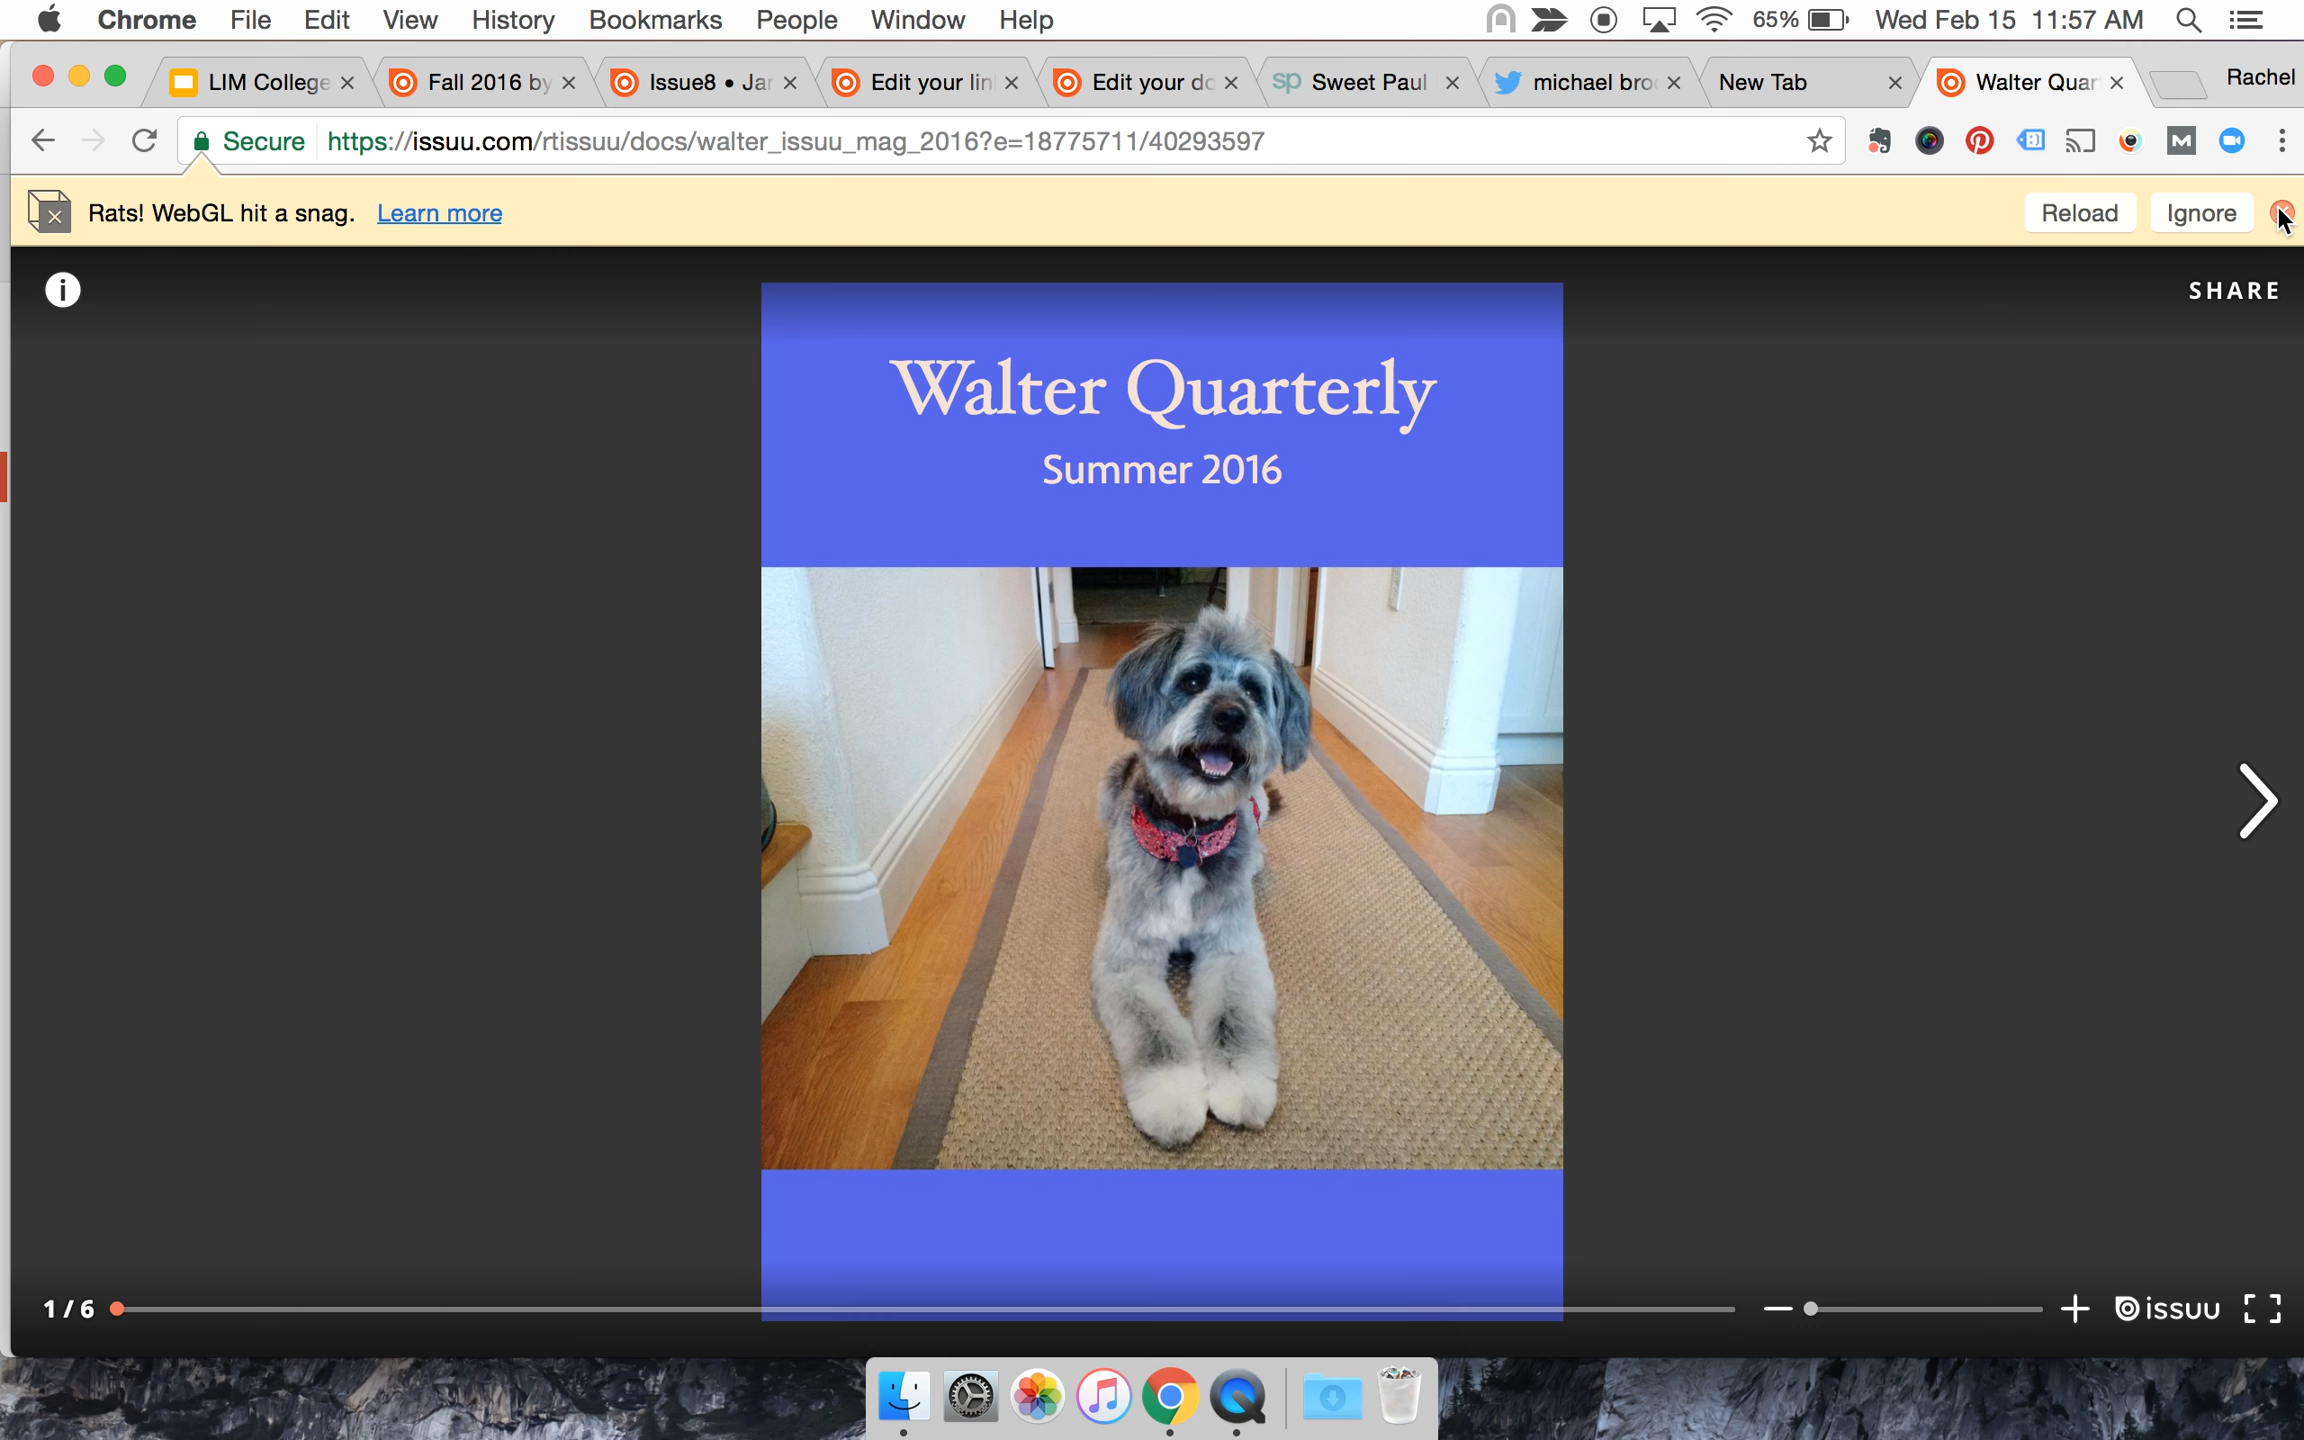 Chrome File Edit View History Bookmarks People Window Help 65% Wed Feb 15 11:57 AM
LIM College Fall 2016 by Issue8 • Jar Edit your lin Edit your do sp Sweet Paul michael bro New Tab Walter Quar Rachel
Secure https://issuu.com/rtissuu/docs/walter_issuu_mag_2016?e=18775711/40293597
Rats! WebGL hit a snag. Learn more Reload Ignore
SHARE
Walter Quarterly
Summer 2016
1 / 6 issuu